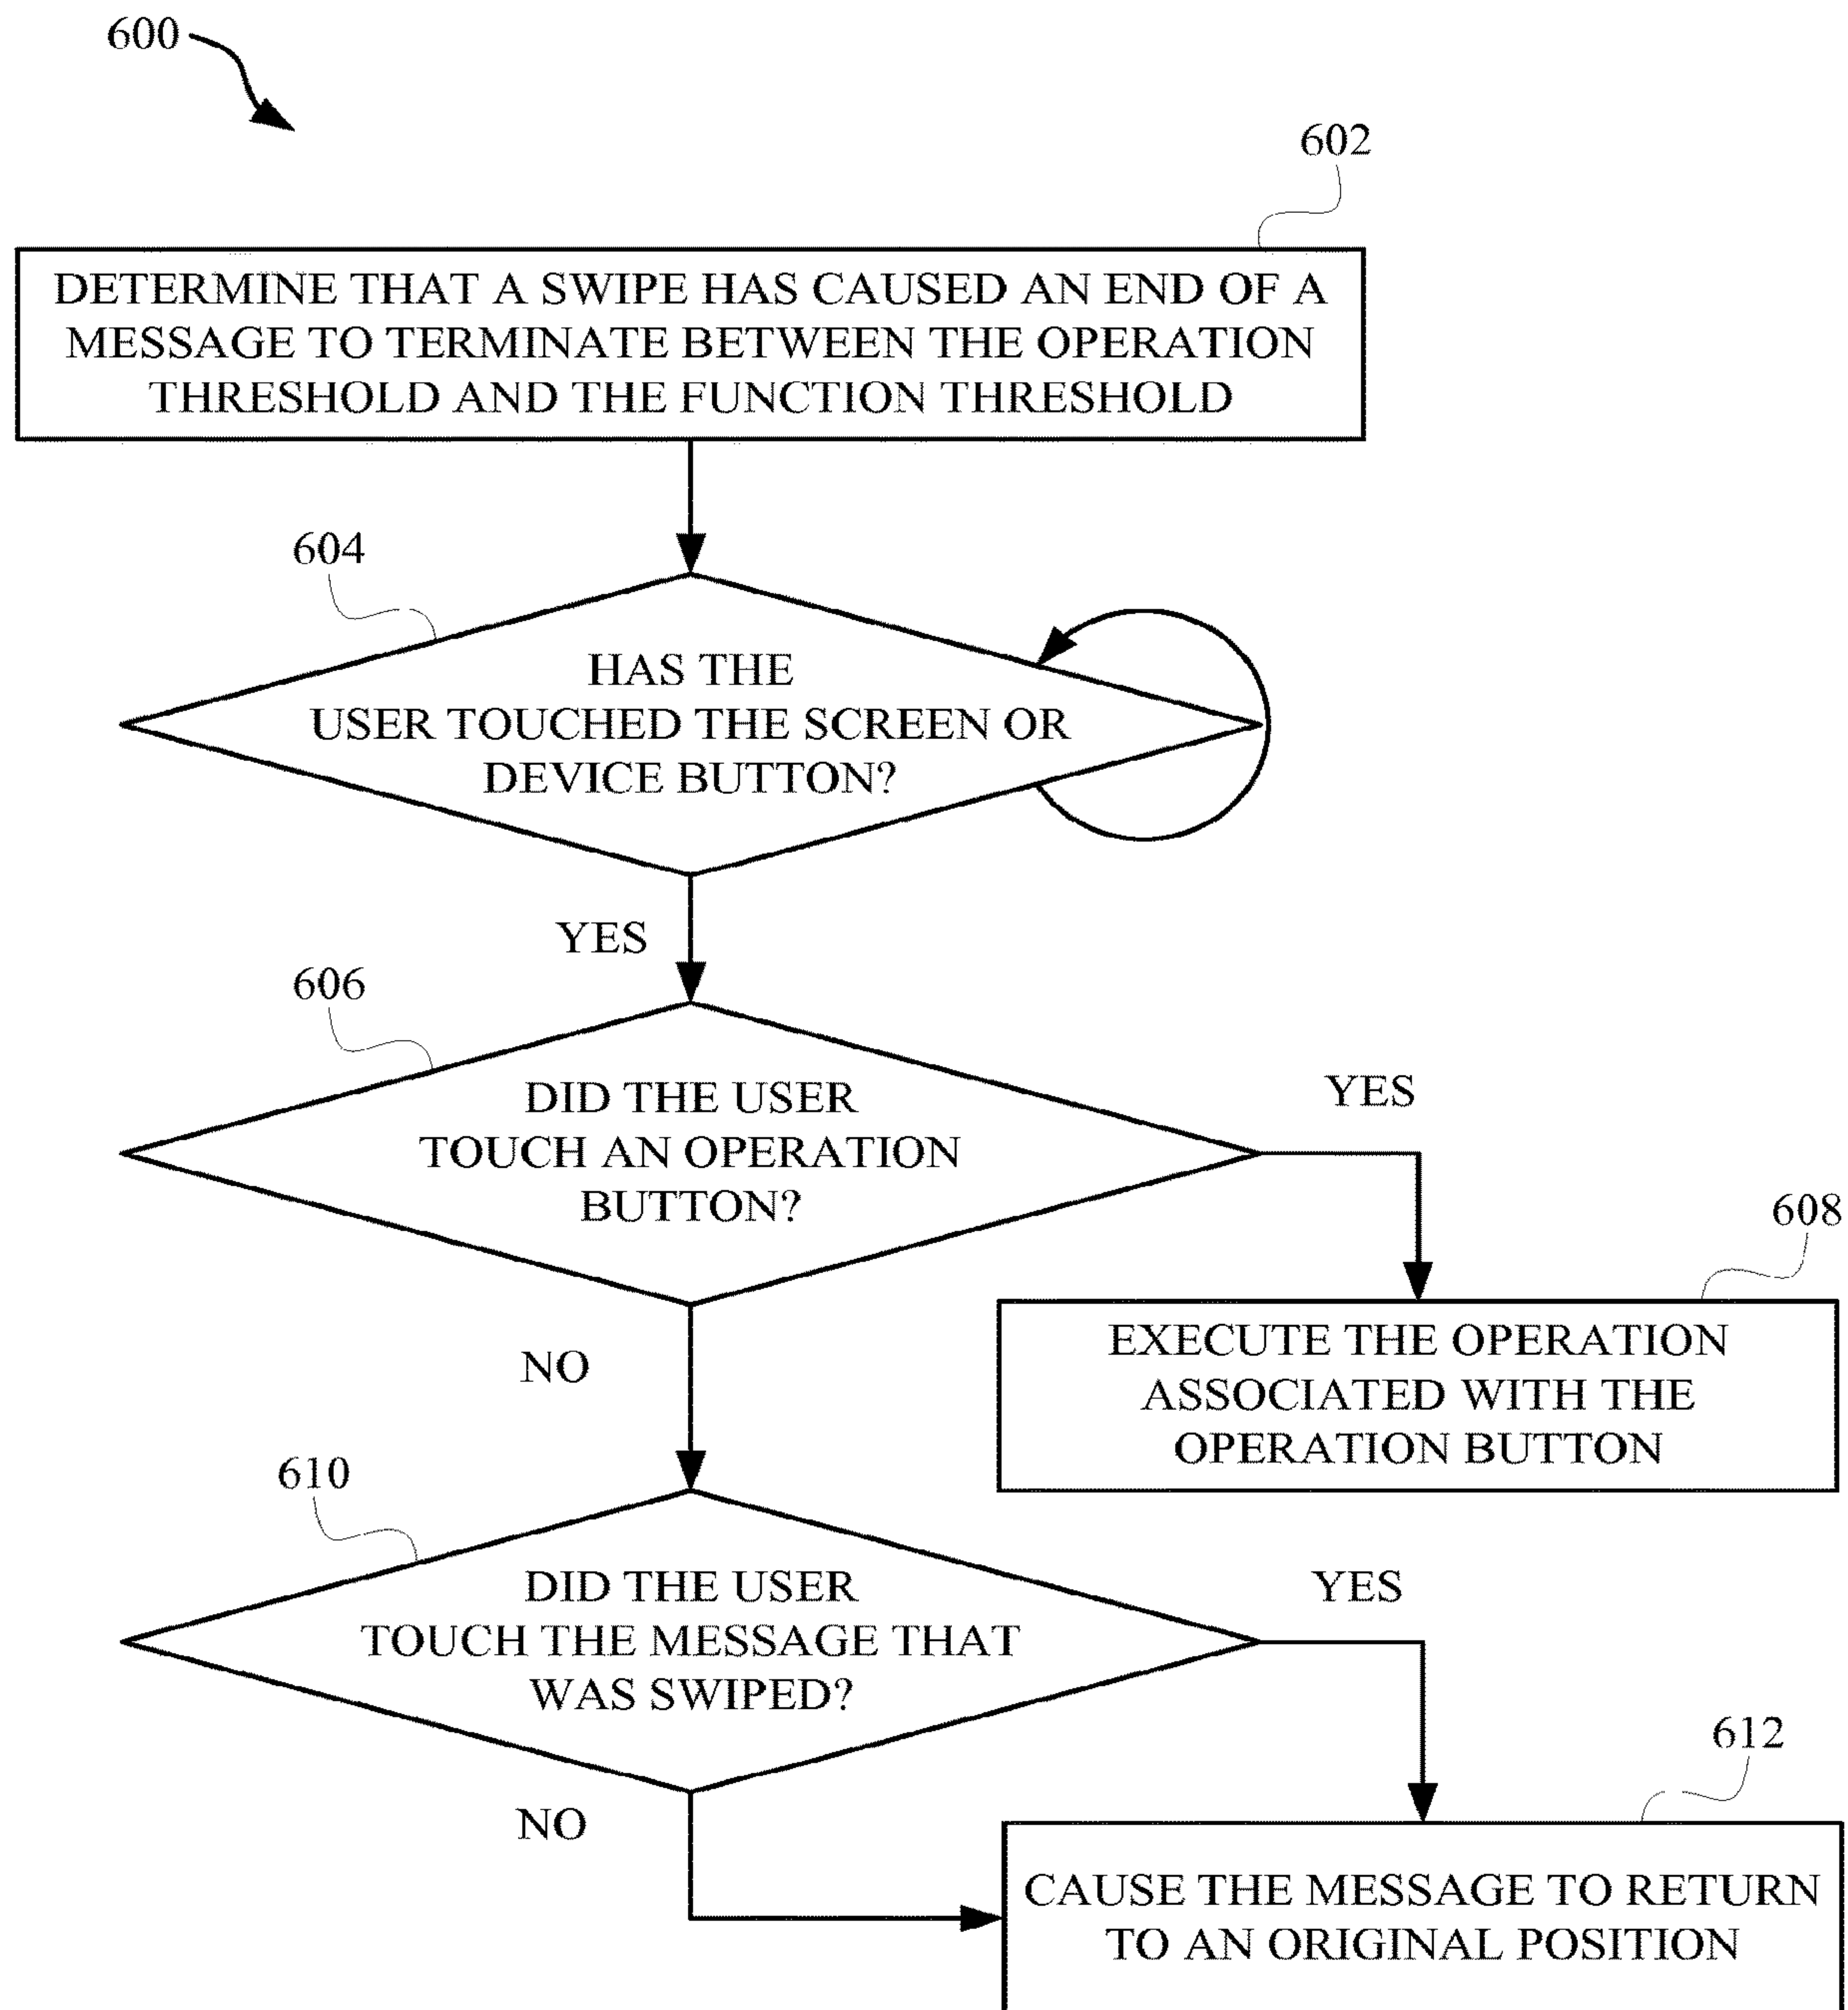 600
602
DETERMINE THAT A SWIPE HAS CAUSED AN END OF A
MESSAGE TO TERMINATE BETWEEN THE OPERATION
THRESHOLD AND THE FUNCTION THRESHOLD
604
HAS THE
USER TOUCHED THE SCREEN OR
DEVICE BUTTON?
YES
606
DID THE USER
TOUCH AN OPERATION
BUTTON?
YES
608
EXECUTE THE OPERATION
ASSOCIATED WITH THE
OPERATION BUTTON
NO
610
DID THE USER
TOUCH THE MESSAGE THAT
WAS SWIPED?
YES
612
NO
CAUSE THE MESSAGE TO RETURN
TO AN ORIGINAL POSITION